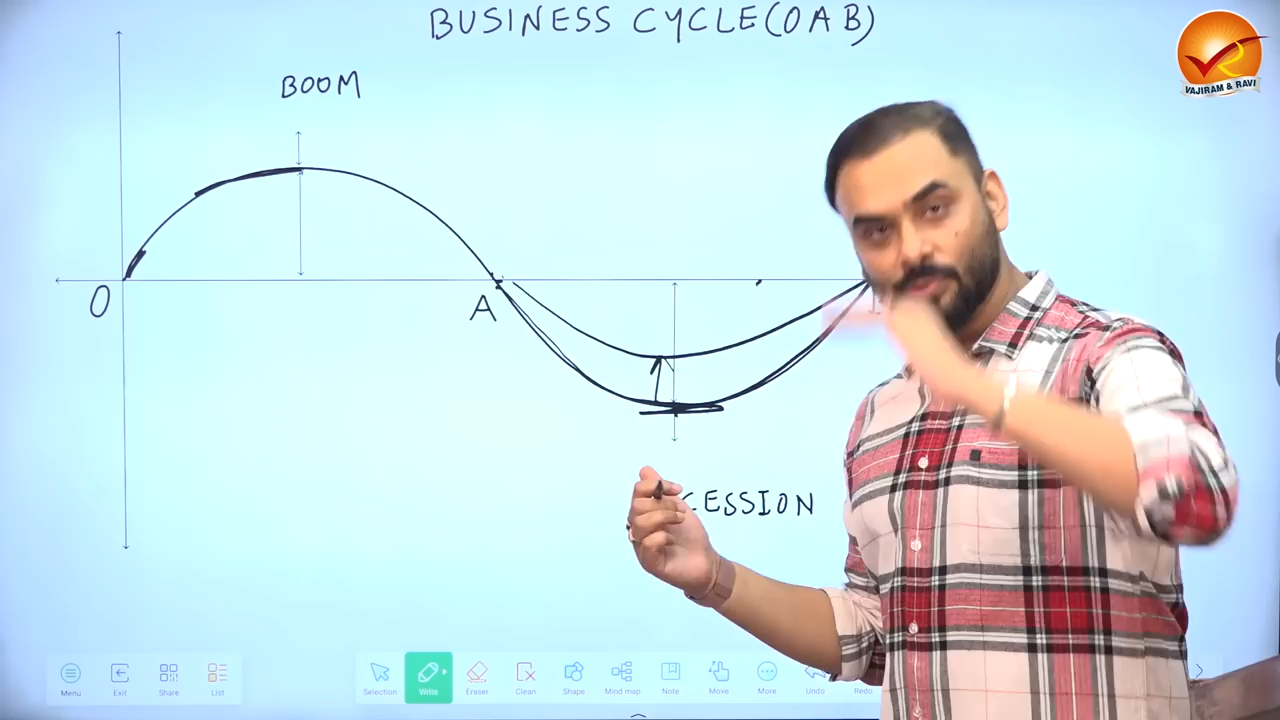 BUSINESS CYCLE(OAB)
VAJIRAM & RAVI
BOOM
O
A
CESSION
Menu
Exit
Share
List
Selection
Write
Eraser
Clean
Shape
Mind map
Note
Move
More
Undo
Redo